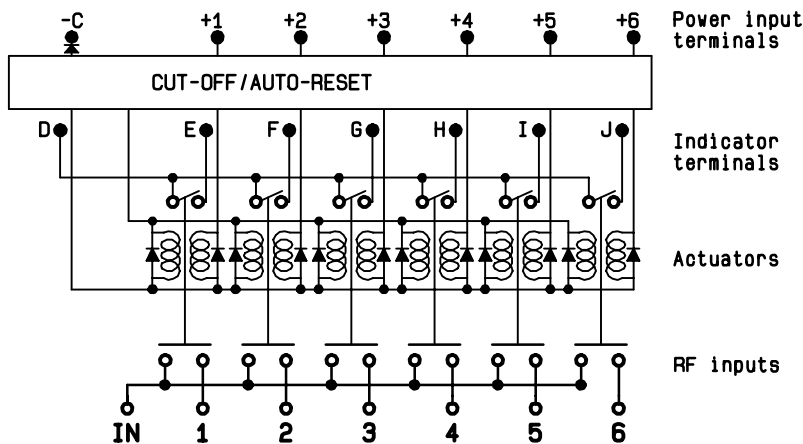 -C +1 +2 +3 +4 +5 +6 Power input
terminals
CUT-OFF/AUTO-RESET
D E F G H I J Indicator
terminals
Actuators
RF inputs
IN 1 2 3 4 5 6